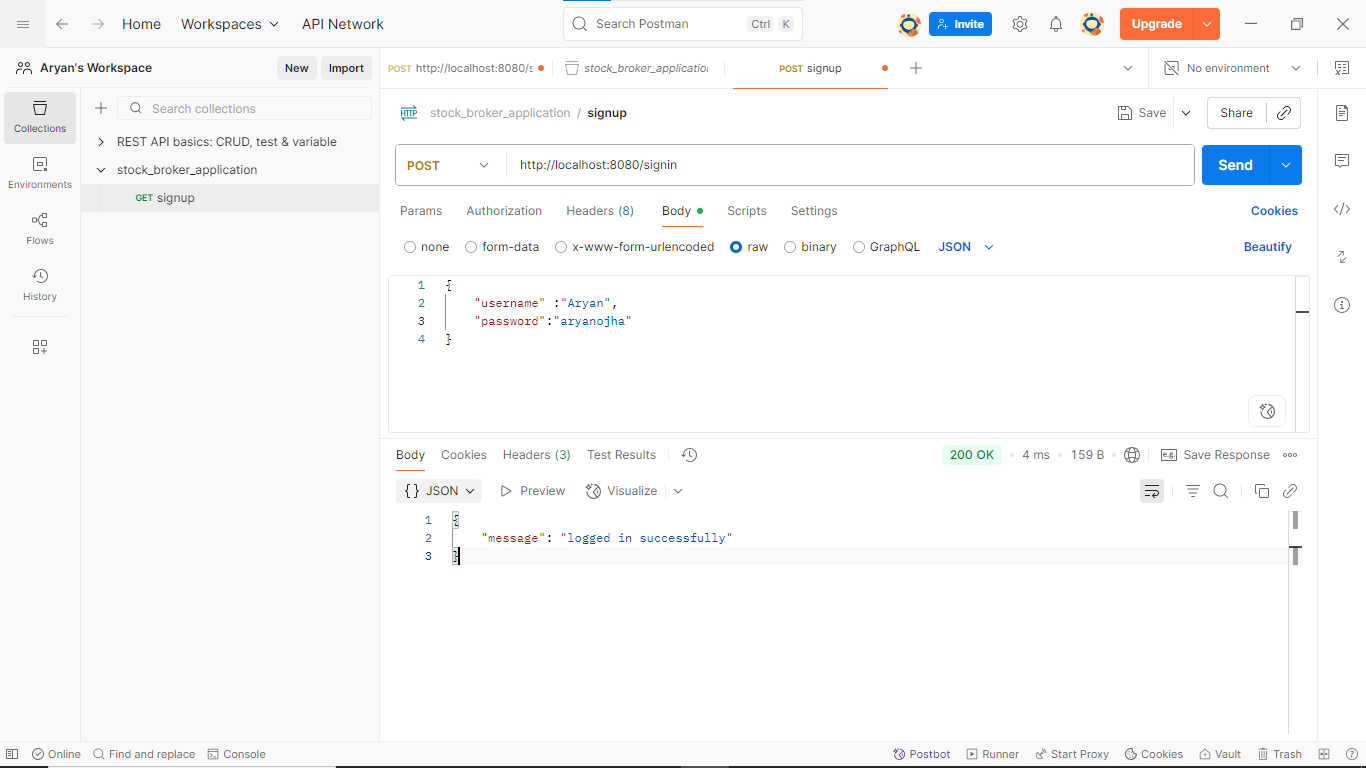 Home Workspaces API Network Search Postman Ctrl K Invite Upgrade
Aryan's Workspace New Import POST http://localhost:8080/s stock_broker_application POST signup No environment
Collections
Environments
Flows
History
Search collections
REST API basics: CRUD, test & variable
stock_broker_application
GET signup
HTTP stock_broker_application / signup Save Share
POST http://localhost:8080/signin Send
Params Authorization Headers (8) Body Scripts Settings Cookies
none form-data x-www-form-urlencoded raw binary GraphQL JSON Beautify
1 {
2 "username" :"Aryan",
3 "password":"aryanojha"
4 }
Body Cookies Headers (3) Test Results 200 OK 4 ms 159 B e.g. Save Response
{} JSON Preview Visualize
1 {
2 "message": "logged in successfully"
3 }
Online Find and replace Console Postbot Runner Start Proxy Cookies Vault Trash